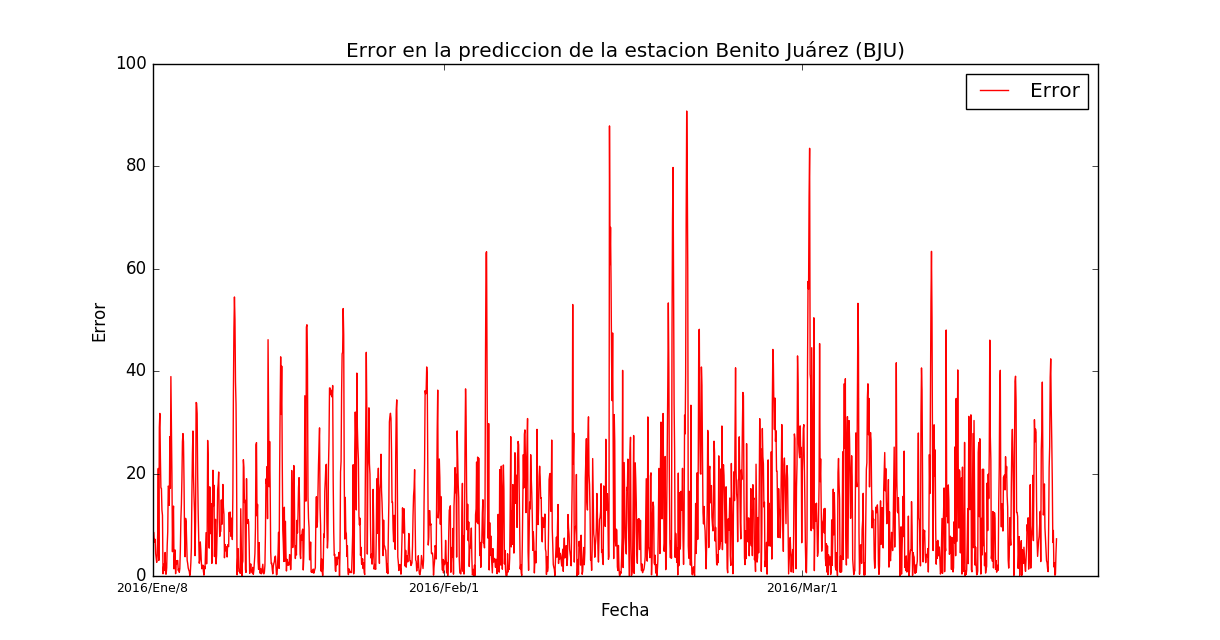 Error en la prediccion de la estacion Benito Juárez (BJU)
100
80
60
40
20
0
Error
Error
2016/Ene/8
2016/Feb/1
2016/Mar/1
Fecha